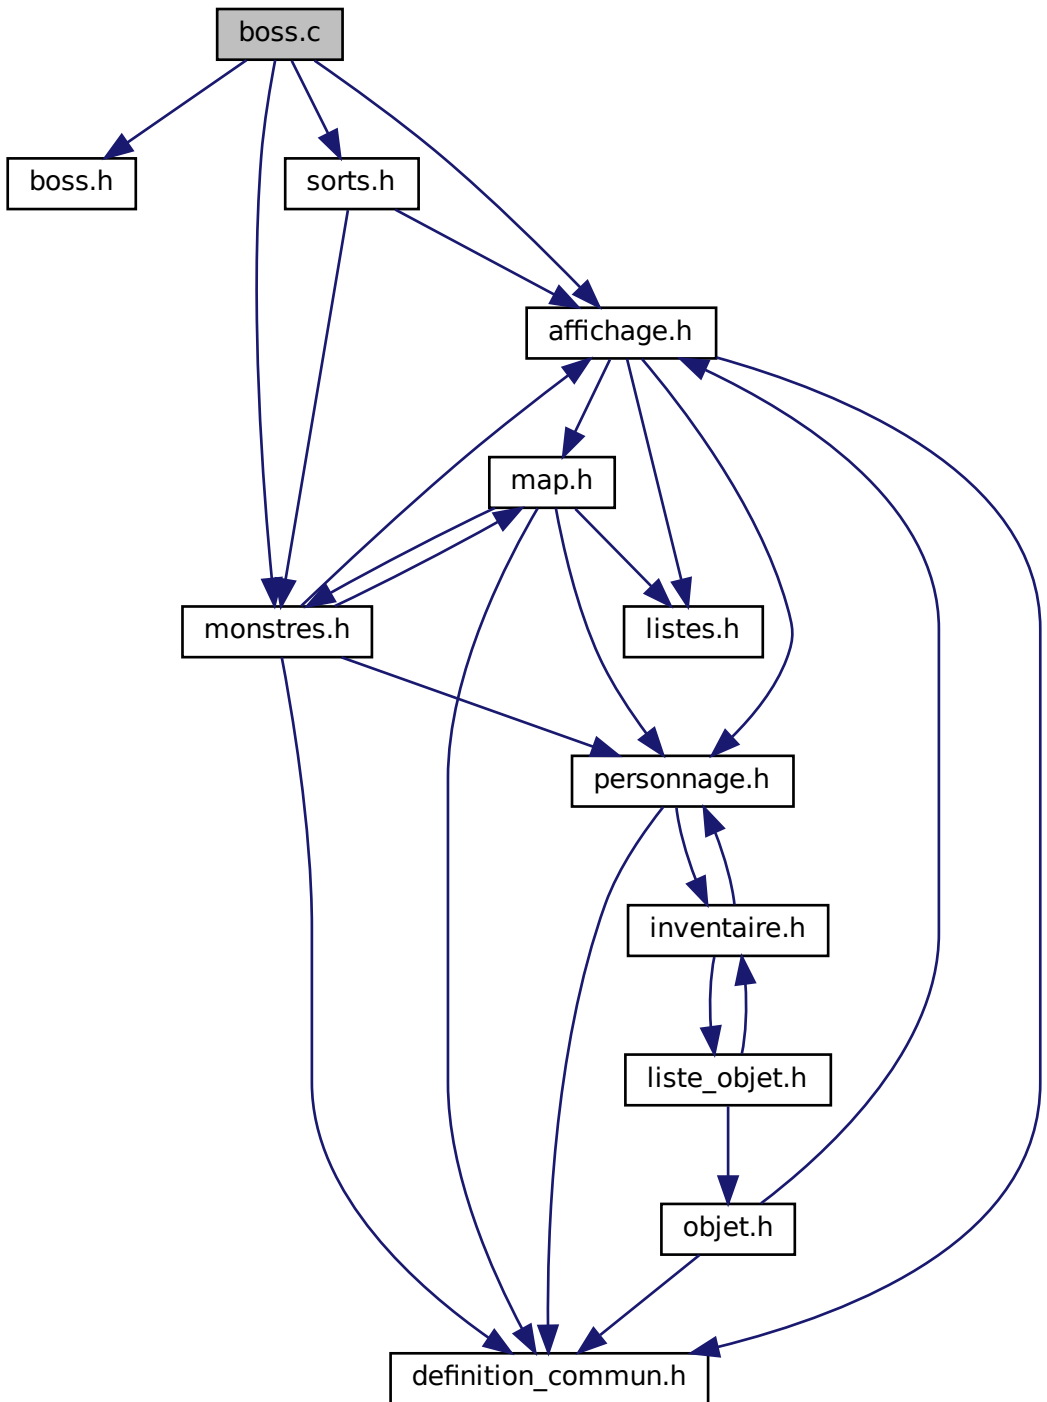 boss.c
boss.h
sorts.h
affichage.h
map.h
monstres.h
listes.h
personnage.h
inventaire.h
liste_objet.h
objet.h
definition_commun.h